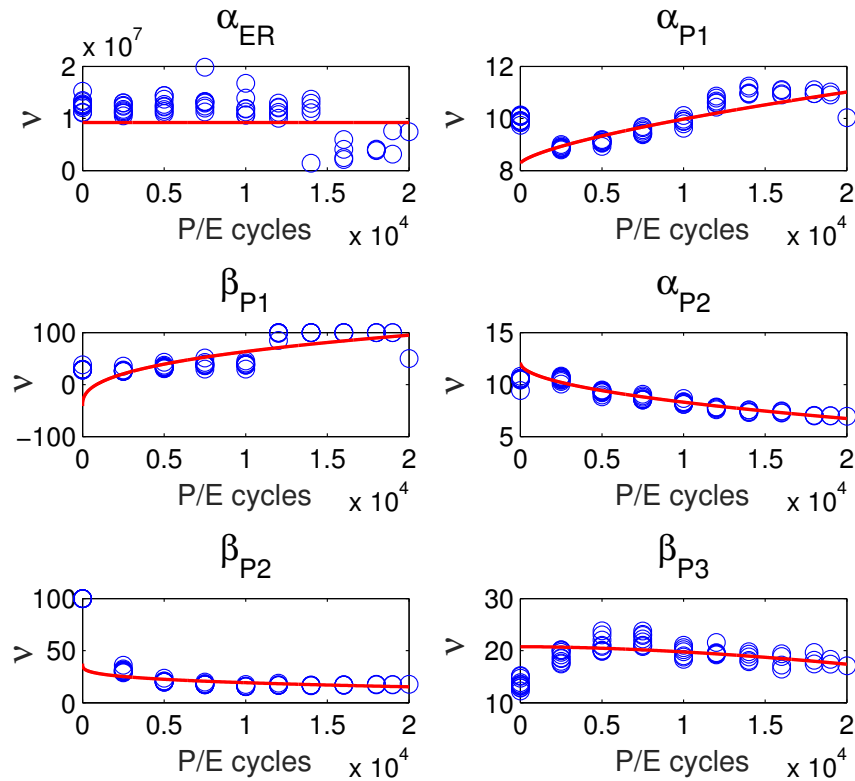 α_ER
x 10^7
2
1
0
ν
0 0.5 1 1.5 2
P/E cycles
x 10^4
α_P1
12
10
8
ν
0 0.5 1 1.5 2
P/E cycles
x 10^4
β_P1
100
0
−100
ν
0 0.5 1 1.5 2
P/E cycles
x 10^4
α_P2
15
10
5
ν
0 0.5 1 1.5 2
P/E cycles
x 10^4
β_P2
100
50
0
ν
0 0.5 1 1.5 2
P/E cycles
x 10^4
β_P3
30
20
10
ν
0 0.5 1 1.5 2
P/E cycles
x 10^4